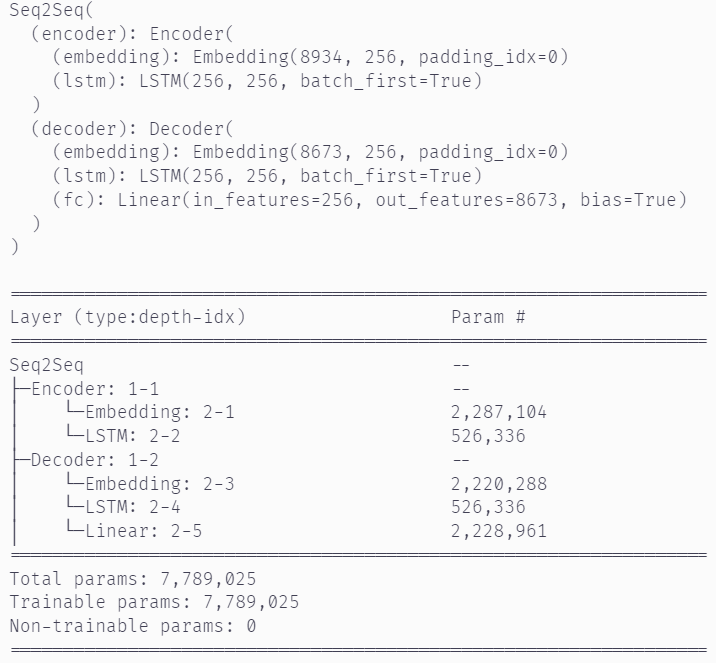 Seq2Seq(
  (encoder): Encoder(
    (embedding): Embedding(8934, 256, padding_idx=0)
    (lstm): LSTM(256, 256, batch_first=True)
  )
  (decoder): Decoder(
    (embedding): Embedding(8673, 256, padding_idx=0)
    (lstm): LSTM(256, 256, batch_first=True)
    (fc): Linear(in_features=256, out_features=8673, bias=True)
  )
)
=================================================================
Layer (type:depth-idx)                   Param #
=================================================================
Seq2Seq                                  --
├─Encoder: 1-1                           --
│    └─Embedding: 2-1                    2,287,104
│    └─LSTM: 2-2                         526,336
├─Decoder: 1-2                           --
│    └─Embedding: 2-3                    2,220,288
│    └─LSTM: 2-4                         526,336
│    └─Linear: 2-5                       2,228,961
=================================================================
Total params: 7,789,025
Trainable params: 7,789,025
Non-trainable params: 0
=================================================================